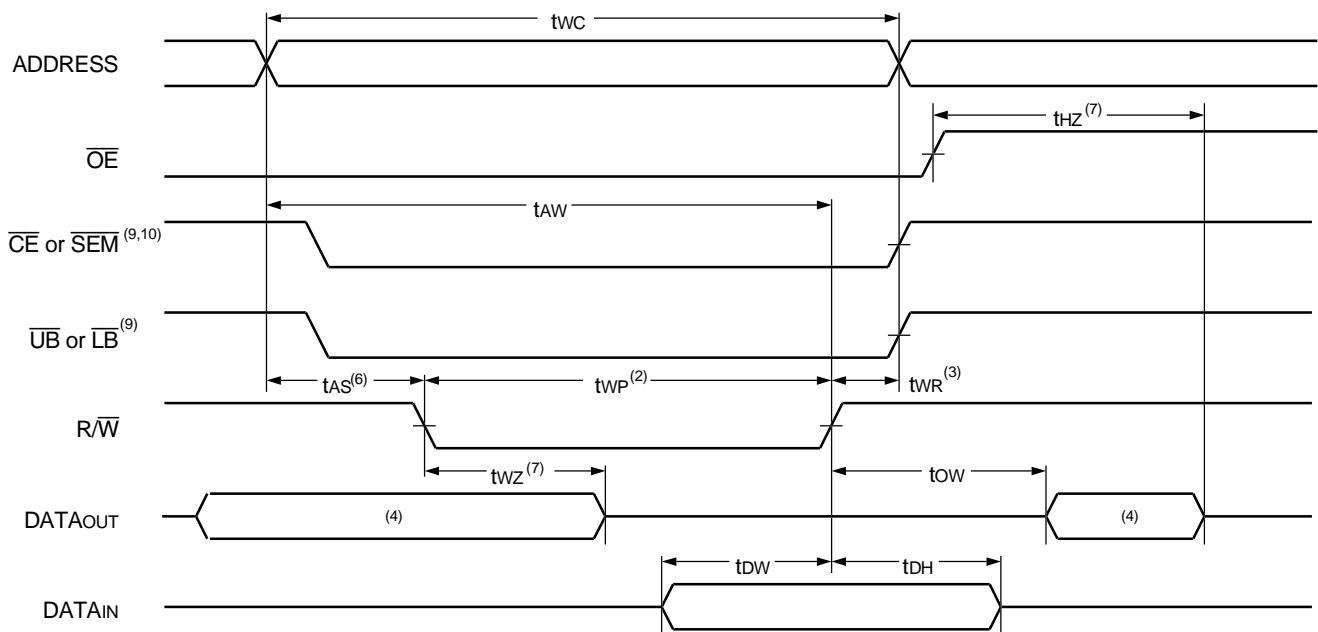 tWC
ADDRESS
tHZ(7)
OE
tAW
CE or SEM (9,10)
UB or LB(9)
tAS(6)
tWP(2)
tWR(3)
R/W
tWZ(7)
tOW
DATAOUT
(4)
(4)
tDW
tDH
DATAIN